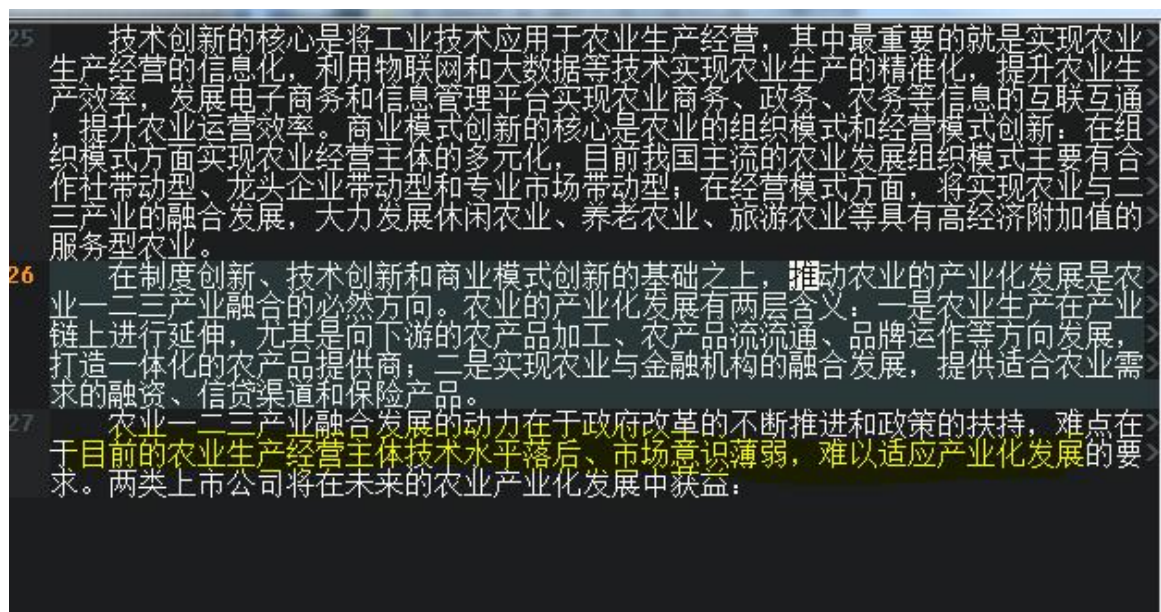 25 技术创新的核心是将工业技术应用于农业生产经营，其中最重要的就是实现农业
生产经营的信息化，利用物联网和大数据等技术实现农业生产的精准化，提升农业生
产效率，发展电子商务和信息管理平台实现农业商务、政务、农务等信息的互联互通
，提升农业运营效率。商业模式创新的核心是农业的组织模式和经营模式创新：在组
织模式方面实现农业经营主体的多元化，目前我国主流的农业发展组织模式主要有合
作社带动型、龙头企业带动型和专业市场带动型；在经营模式方面，将实现农业与二
三产业的融合发展，大力发展休闲农业、养老农业、旅游农业等具有高经济附加值的
服务型农业。
26 在制度创新、技术创新和商业模式创新的基础之上，推动农业的产业化发展是农
业一二三产业融合的必然方向。农业的产业化发展有两层含义：一是农业生产在产业
链上进行延伸，尤其是向下游的农产品加工、农产品流流通、品牌运作等方向发展，
打造一体化的农产品提供商；二是实现农业与金融机构的融合发展，提供适合农业需
求的融资、信贷渠道和保险产品。
27 农业一二三产业融合发展的动力在于政府改革的不断推进和政策的扶持，难点在
于目前的农业生产经营主体技术水平落后、市场意识薄弱，难以适应产业化发展的要
求。两类上市公司将在未来的农业产业化发展中获益：